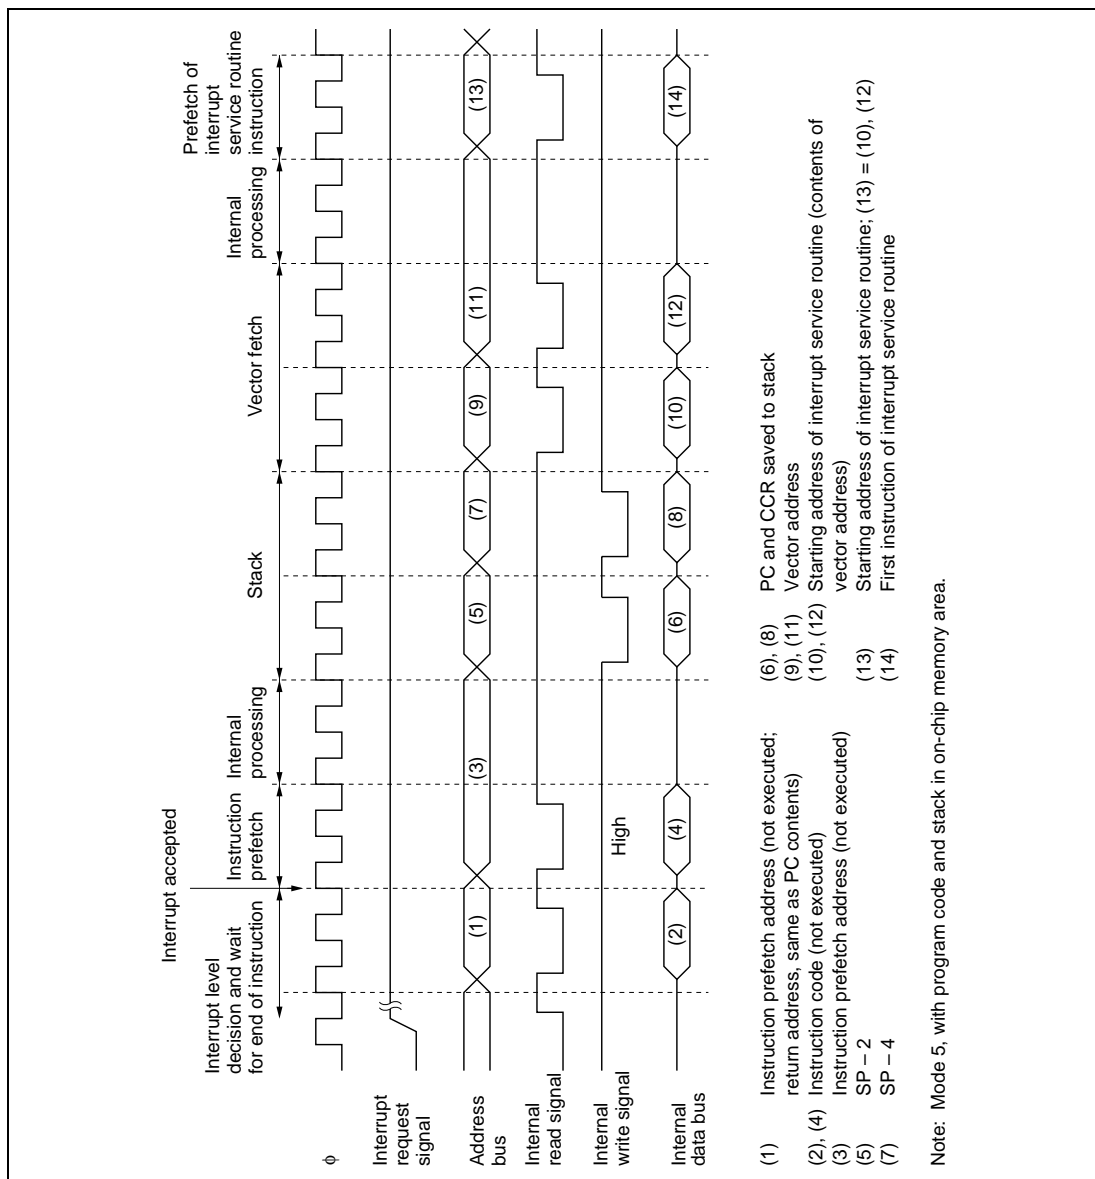 Interrupt accepted
Interrupt level
decision and wait
for end of instruction
Instruction
prefetch
Internal
processing
Stack
Vector fetch
Internal
processing
Prefetch of
interrupt
service routine
instruction
φ
Interrupt
request
signal
Address
bus
(1)
(3)
(5)
(7)
(9)
(11)
(13)
Internal
read signal
Internal
write signal
High
Internal
data bus
(2)
(4)
(6)
(8)
(10)
(12)
(14)
(1) Instruction prefetch address (not executed;
return address, same as PC contents)
(2), (4) Instruction code (not executed)
(3) Instruction prefetch address (not executed)
(5) SP – 2
(7) SP – 4
(6), (8) PC and CCR saved to stack
(9), (11) Vector address
(10), (12) Starting address of interrupt service routine (contents of
vector address)
(13) Starting address of interrupt service routine; (13) = (10), (12)
(14) First instruction of interrupt service routine
Note: Mode 5, with program code and stack in on-chip memory area.